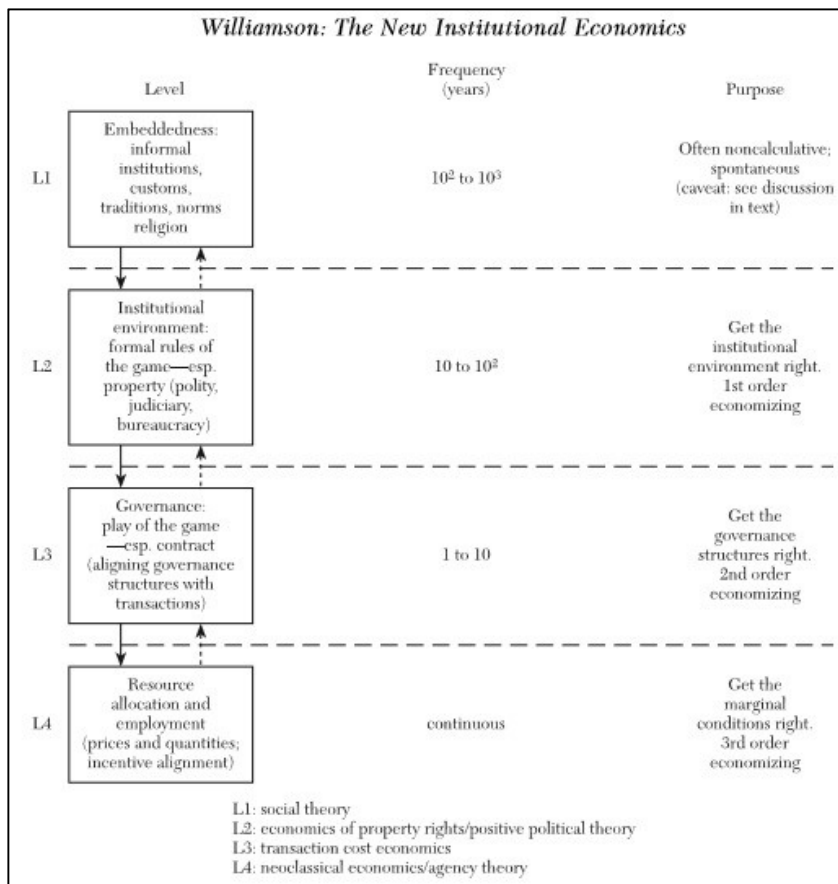 Williamson: The New Institutional Economics
Level
Frequency
(years)
Purpose
L1
Embeddedness:
informal
institutions,
customs,
traditions, norms
religion
10² to 10³
Often noncalculative;
spontaneous
(caveat: see discussion
in text)
L2
Institutional
environment:
formal rules of
the game—esp.
property (polity,
judiciary,
bureaucracy)
10 to 10²
Get the
institutional
environment right.
1st order
economizing
L3
Governance:
play of the game
—esp. contract
(aligning governance
structures with
transactions)
1 to 10
Get the
governance
structures right.
2nd order
economizing
L4
Resource
allocation and
employment
(prices and quantities;
incentive alignment)
continuous
Get the
marginal
conditions right.
3rd order
economizing
L1: social theory
L2: economics of property rights/positive political theory
L3: transaction cost economics
L4: neoclassical economics/agency theory